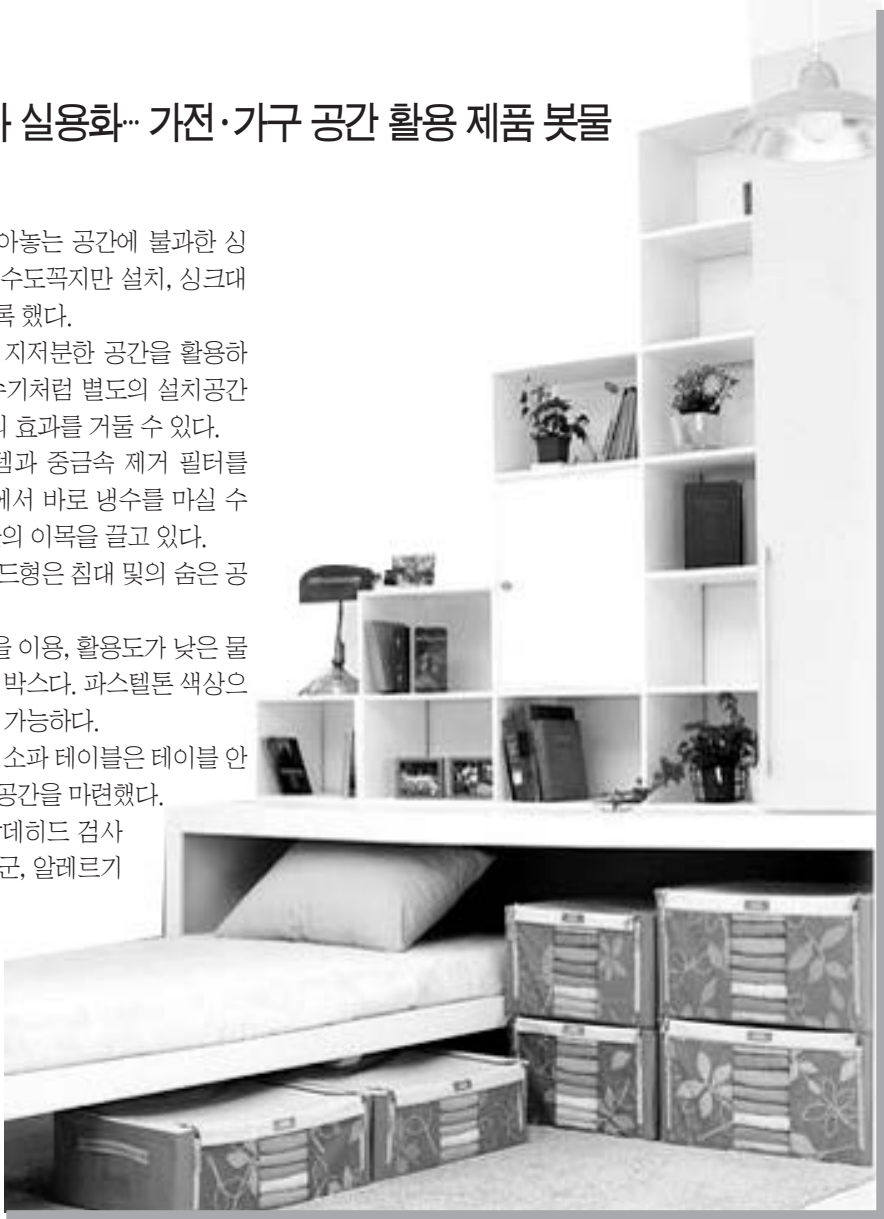 실용화… 가전·가구 공간 활용 제품 봇물
아놓는 공간에 불과한 싱
수도꼭지만 설치, 싱크대
록 했다.
지저분한 공간을 활용하
수기처럼 별도의 설치공간
의 효과를 거둘 수 있다.
템과 중금속 제거 필터를
에서 바로 냉수를 마실 수
의 이목을 끌고 있다.
드형은 침대 및의 숨은 공
을 이용, 활용도가 낮은 물
박스다. 파스텔톤 색상으
가능하다.
소파 테이블은 테이블 안
공간을 마련했다.
데히드 검사
군, 알레르기